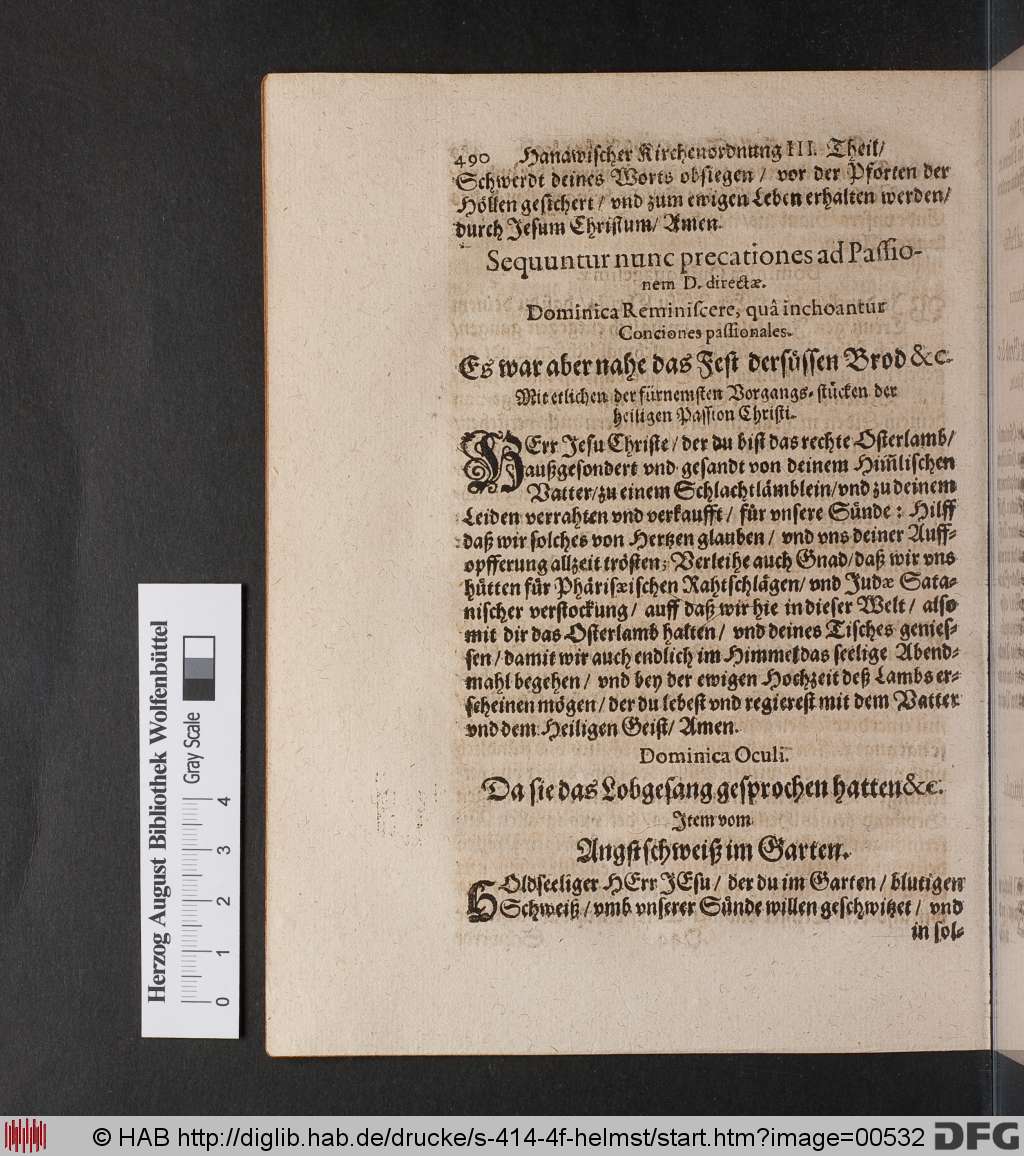 490 Hanawischer Kirchenordnung III. Theil/
Schwerdt deines Worts obsiegen / vor der Pforten der
Höllen gesichert / vnd zum ewigen Leben erhalten werden/
durch Jesum Christum/ Amen.
Sequuntur nunc precationes ad Paſſio-
nem D. directæ.
Dominica Reminiſcere, quâ inchoantur
Conciones paſſionales.
Es war aber nahe das Fest dersüssen Brod &c.
Mit etlichen der fürnemsten Vorgangs-stücken der
heiligen Passion Christi.
HErr Jesu Christe / der du bist das rechte Osterlamb/
außgesondert vnd gesandt von deinem Him̃lischen
Vatter/zu einem Schlachtlämblein/vnd zu deinem
Leiden verrahten vnd verkaufft / für vnsere Sünde : Hilff
daß wir solches von Hertzen glauben / vnd vns deiner Auff-
opfferung allzeit trösten; Verleihe auch Gnad/daß wir vns
hütten für Phärisæischen Rahtschlägen/ vnd Judæ Sata-
nischer verstockung / auff daß wir hie in dieser Welt / also
mit dir das Osterlamb halten / vnd deines Tisches genies-
sen / damit wir auch endlich im Himmel das seelige Abend-
mahl begehen / vnd bey der ewigen Hochzeit deß Lambs er-
scheinen mögen / der du lebest vnd regierest mit dem Vatter
vnd dem Heiligen Geist/ Amen.
Dominica Oculi.
Da sie das Lobgesang gesprochen hatten &c.
Item vom
Angstschweiß im Garten.
HOldseeliger HErr JEsu / der du im Garten / blutigen
Schweiß / vmb vnserer Sünde willen geschwitzet / vnd
in sol-
Herzog August Bibliothek Wolfenbüttel
Gray Scale
0 1 2 3 4
© HAB http://diglib.hab.de/drucke/s-414-4f-helmst/start.htm?image=00532 DFG